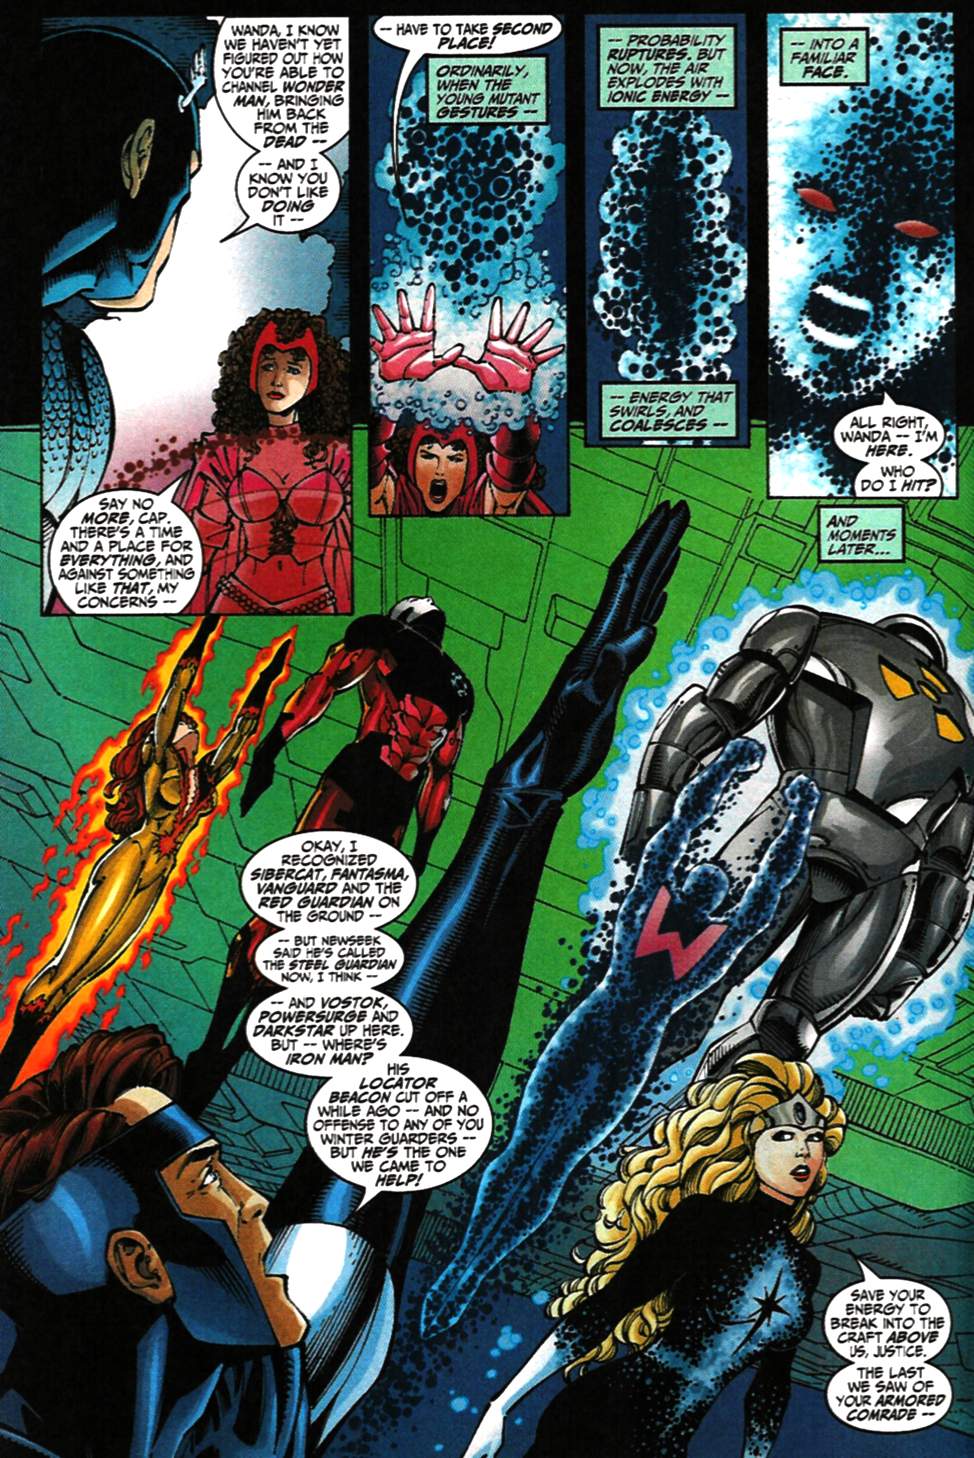 WANDA, I KNOW
WE HAVEN'T YET
FIGURED OUT HOW
YOU'RE ABLE TO
CHANNEL WONDER
MAN, BRINGING
HIM BACK
FROM THE
DEAD --
-- AND I
KNOW YOU
DON'T LIKE
DOING
IT --
SAY NO
MORE, CAP.
THERE'S A TIME
AND A PLACE FOR
EVERYTHING, AND
AGAINST SOMETHING
LIKE THAT, MY
CONCERNS --
-- HAVE TO TAKE SECOND
PLACE!
ORDINARILY,
WHEN THE
YOUNG MUTANT
GESTURES --
-- PROBABILITY
RUPTURES. BUT
NOW, THE AIR
EXPLODES WITH
IONIC ENERGY --
-- ENERGY THAT
SWIRLS, AND
COALESCES --
-- INTO A
FAMILIAR
FACE.
ALL RIGHT,
WANDA -- I'M
HERE.
WHO
DO I HIT?
AND
MOMENTS
LATER...
OKAY, I
RECOGNIZED
SIBERCAT, FANTASMA,
VANGUARD AND THE
RED GUARDIAN ON
THE GROUND --
-- BUT NEWSEEK
SAID HE'S CALLED
THE STEEL GUARDIAN
NOW, I THINK --
-- AND VOSTOK,
POWERSURGE AND
DARKSTAR UP HERE.
BUT -- WHERE'S
IRON MAN?
HIS
LOCATOR
BEACON CUT OFF A
WHILE AGO -- AND NO
OFFENSE TO ANY OF YOU
WINTER GUARDERS --
BUT HE'S THE ONE
WE CAME TO
HELP!
W
SAVE YOUR
ENERGY TO
BREAK INTO THE
CRAFT ABOVE
US, JUSTICE.
THE LAST
WE SAW OF
YOUR ARMORED
COMRADE --